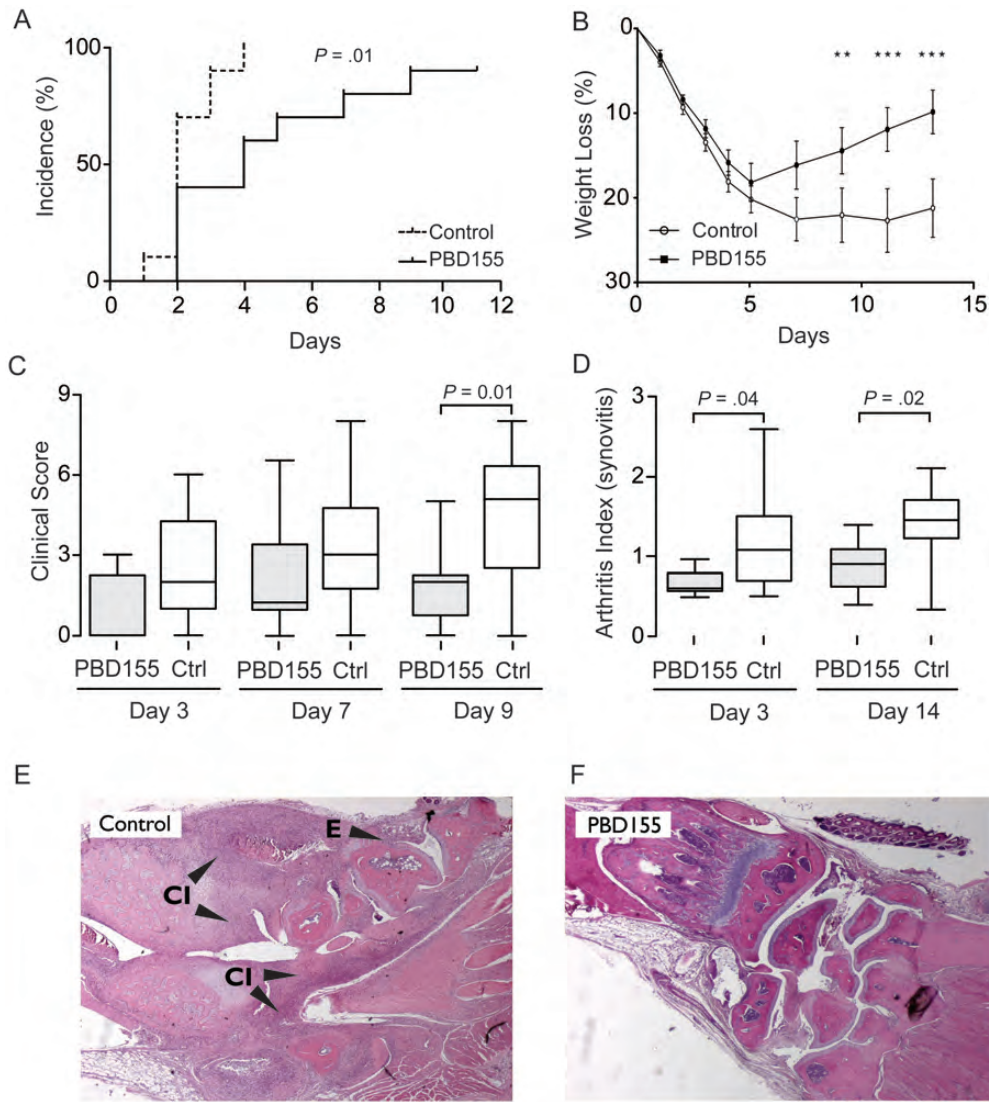 A
100
50
0
Incidence (%)
P = .01
Control
PBD155
0 2 4 6 8 10 12
Days
B
0
10
20
30
Weight Loss (%)
** *** ***
Control
PBD155
0 5 10 15
Days
C
9
6
3
0
Clinical Score
P = 0.01
PBD155 Ctrl PBD155 Ctrl PBD155 Ctrl
Day 3 Day 7 Day 9
D
3
2
1
0
Arthritis Index (synovitis)
P = .04 P = .02
PBD155 Ctrl PBD155 Ctrl
Day 3 Day 14
E
Control
E
CI
CI
F
PBD155